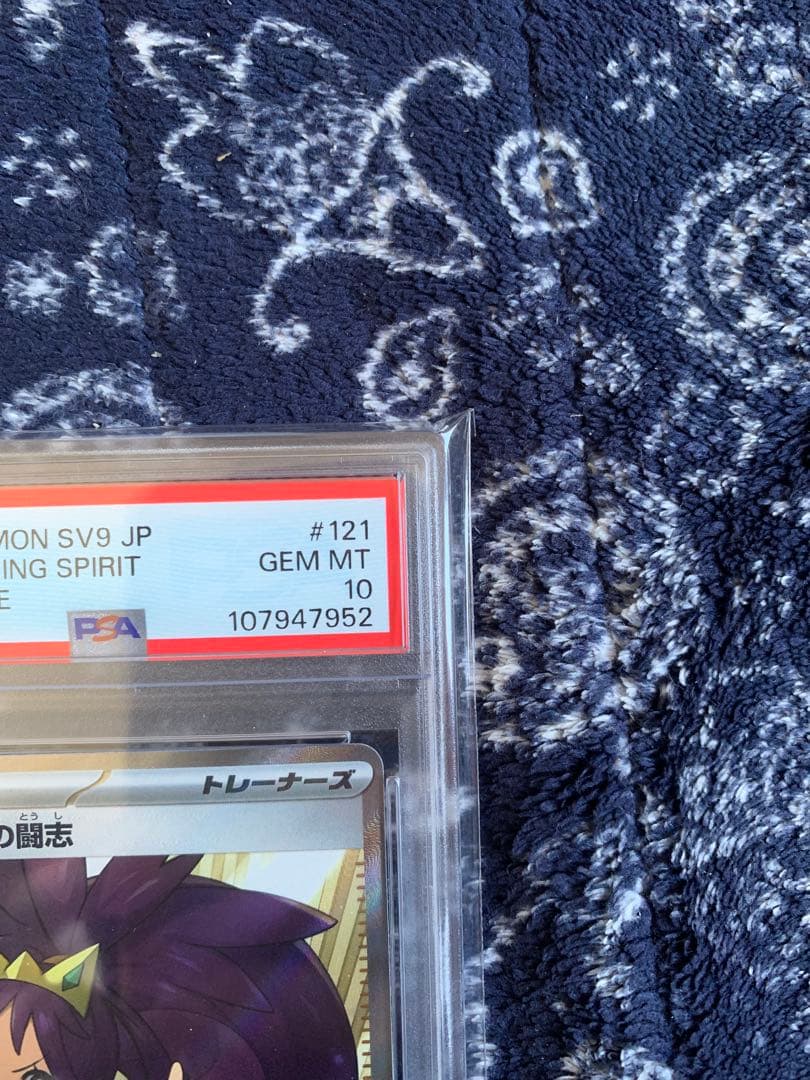 MON SV9 JP #121
ING SPIRIT GEM MT
E 10
PSA 107947952
トレーナーズ
とう し
の闘志